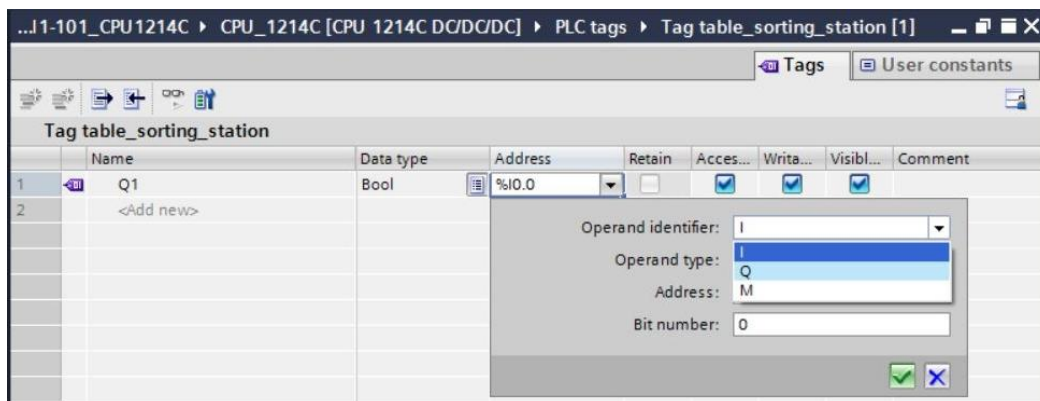 ...J1-101_CPU1214C ▸ CPU_1214C [CPU 1214C DC/DC/DC] ▸ PLC tags ▸ Tag table_sorting_station [1]
Tags User constants
Tag table_sorting_station
Name Data type Address Retain Acces... Writa... Visibl... Comment
1 Q1 Bool %I0.0
2 <Add new>
Operand identifier: I
Operand type: I
Q
Address: M
Bit number: 0